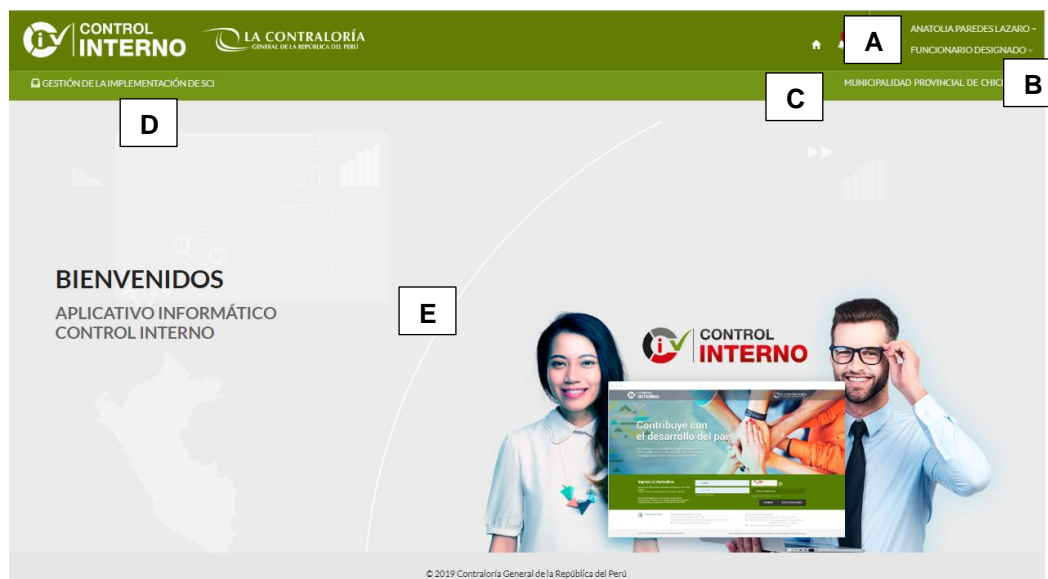 CONTROL
INTERNO
LA CONTRALORÍA
GENERAL DE LA REPÚBLICA DEL PERÚ
A
ANATOLIA PAREDES LAZARO
FUNCIONARIO DESIGNADO
B
GESTIÓN DE LA IMPLEMENTACIÓN DE SCI
C
MUNICIPALIDAD PROVINCIAL DE
D
BIENVENIDOS
APLICATIVO INFORMÁTICO
CONTROL INTERNO
E
CONTROL
INTERNO
Contribuye con
el desarrollo del país
© 2019 Contraloría General de la República del Perú